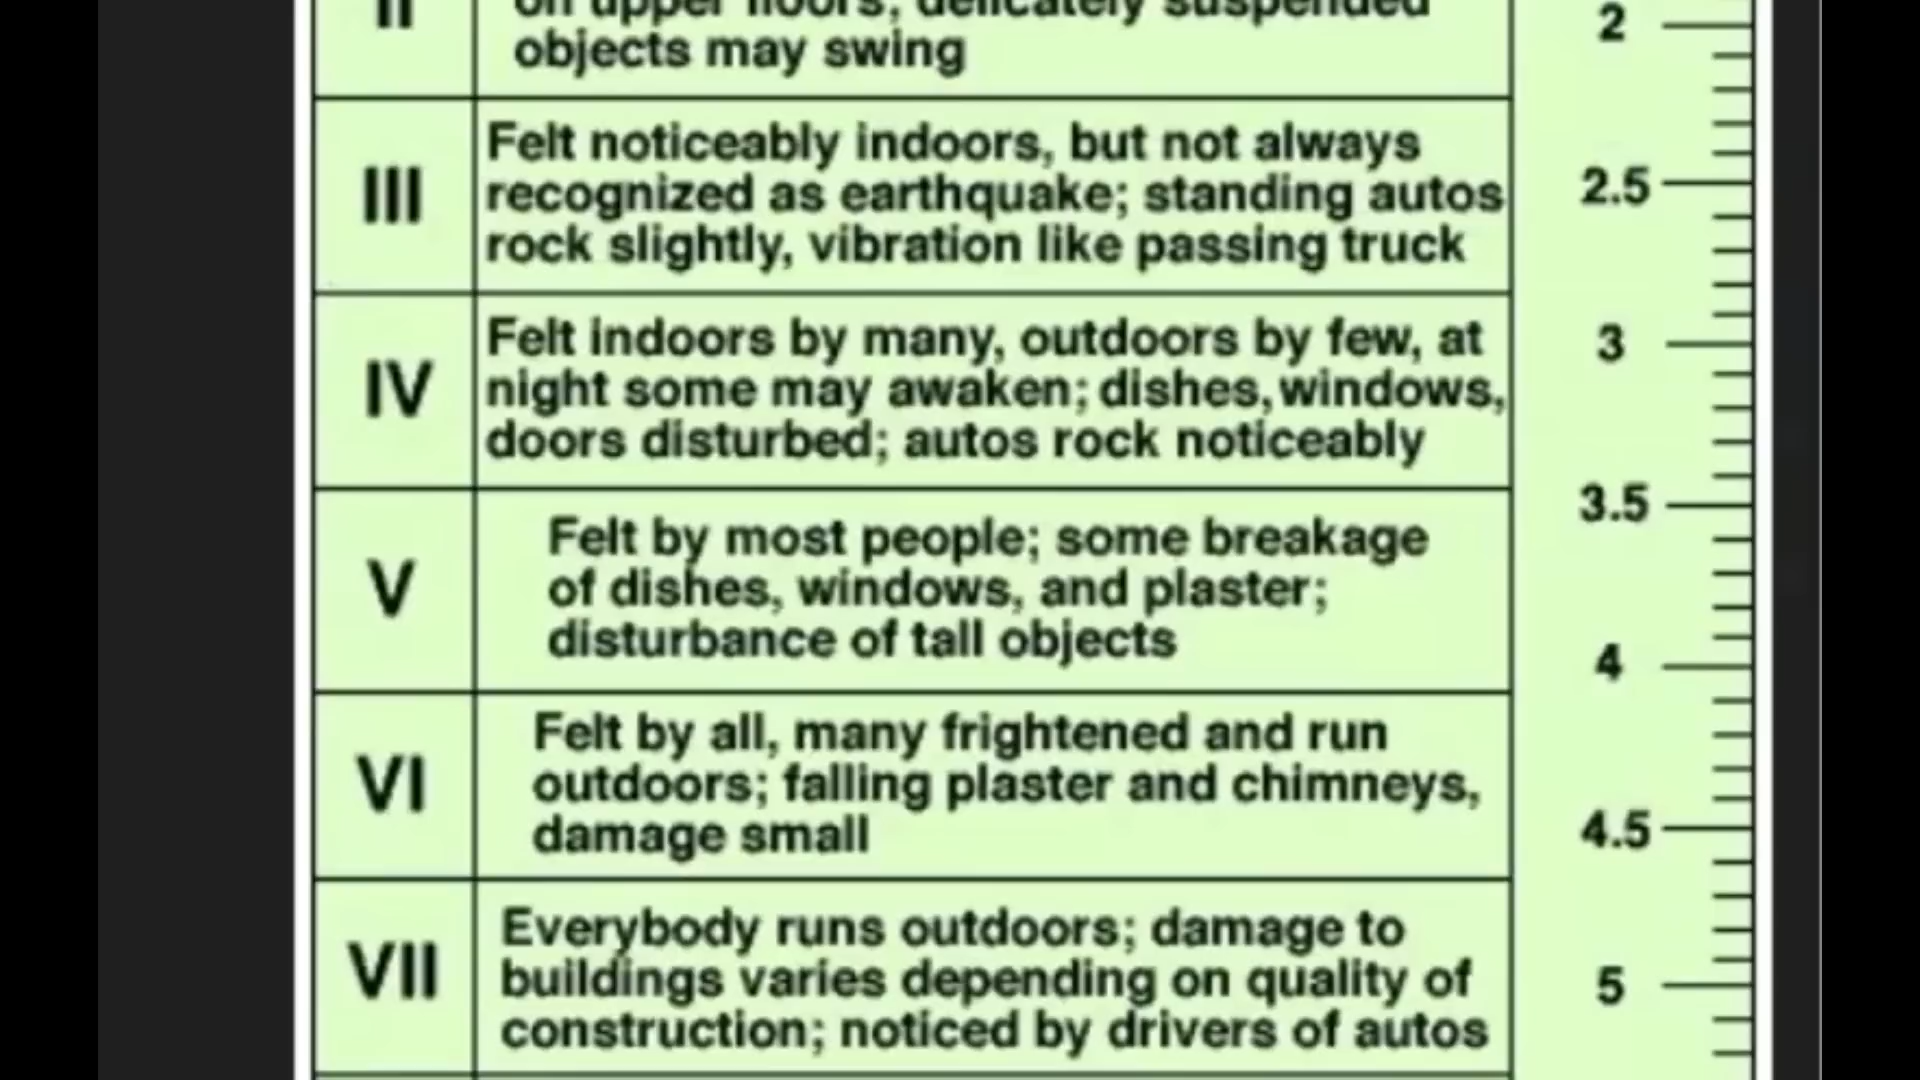 II
on upper floors, delicately suspended
objects may swing
2
III
Felt noticeably indoors, but not always
recognized as earthquake; standing autos
rock slightly, vibration like passing truck
2.5
IV
Felt indoors by many, outdoors by few, at
night some may awaken; dishes, windows,
doors disturbed; autos rock noticeably
3
3.5
V
Felt by most people; some breakage
of dishes, windows, and plaster;
disturbance of tall objects
4
VI
Felt by all, many frightened and run
outdoors; falling plaster and chimneys,
damage small
4.5
VII
Everybody runs outdoors; damage to
buildings varies depending on quality of
construction; noticed by drivers of autos
5